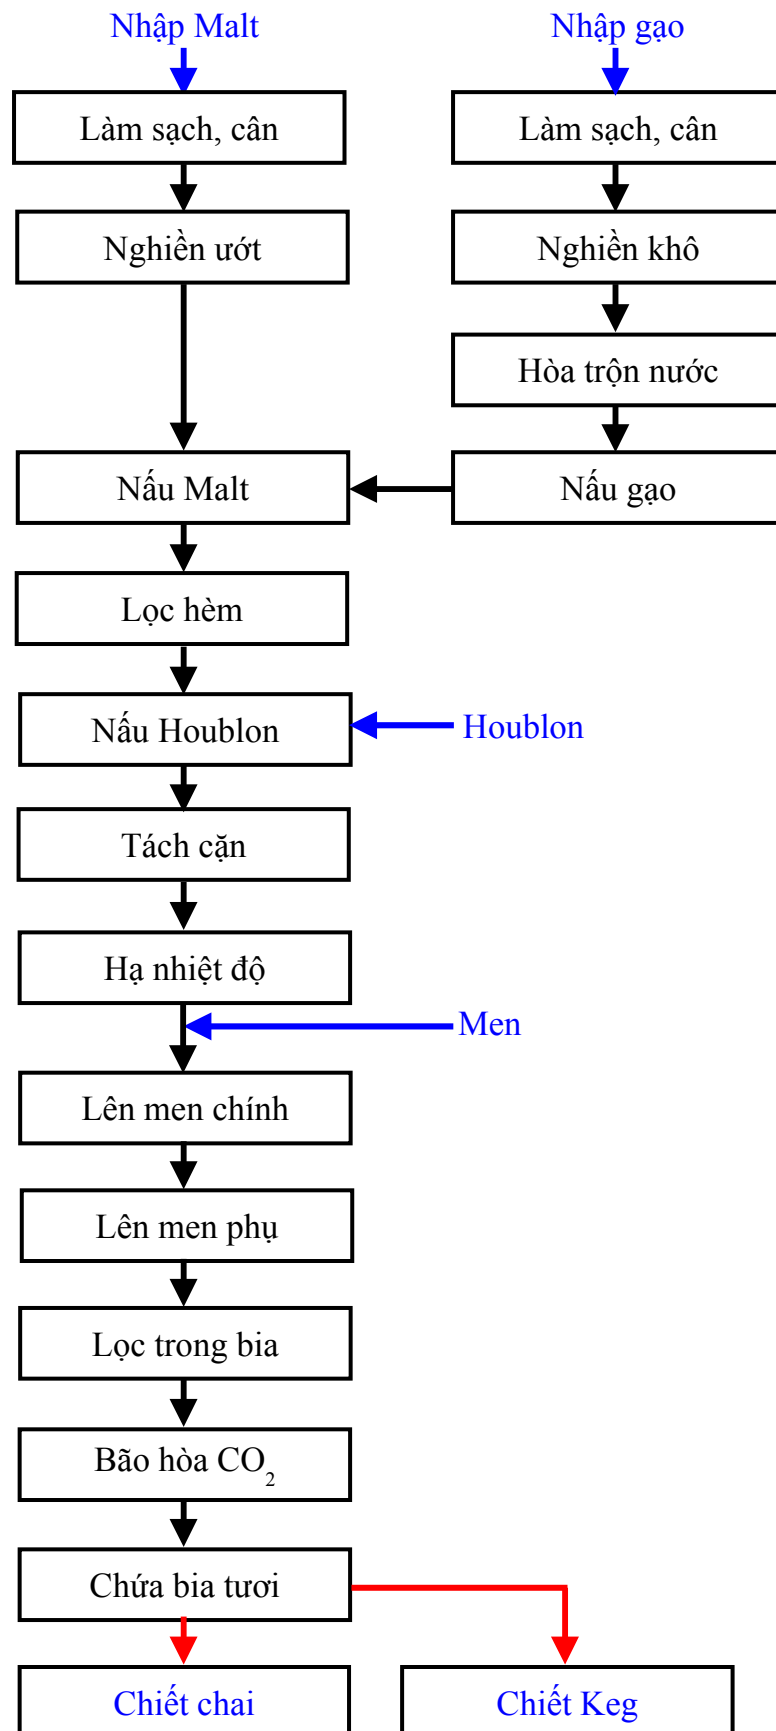 Nhập Malt
Nhập gạo
Làm sạch, cân
Làm sạch, cân
Nghiền ướt
Nghiền khô
Hòa trộn nước
Nấu Malt
Nấu gạo
Lọc hèm
Nấu Houblon
Houblon
Tách cặn
Hạ nhiệt độ
Men
Lên men chính
Lên men phụ
Lọc trong bia
Bão hòa CO₂
Chứa bia tươi
Chiết chai
Chiết Keg